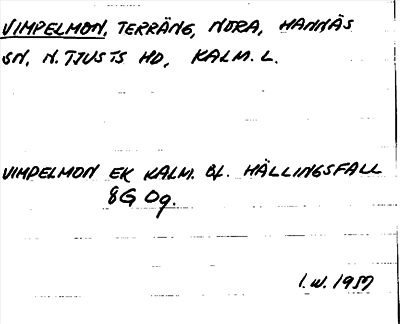 VIMPELMON, TERRÄNG, NORA, HANNÄS
SN, N. TJUSTS HD, KALM. L.
VIMPELMON EK KALM. BL. HÄLLINGSFALL
8G 0g.
I.W. 1957